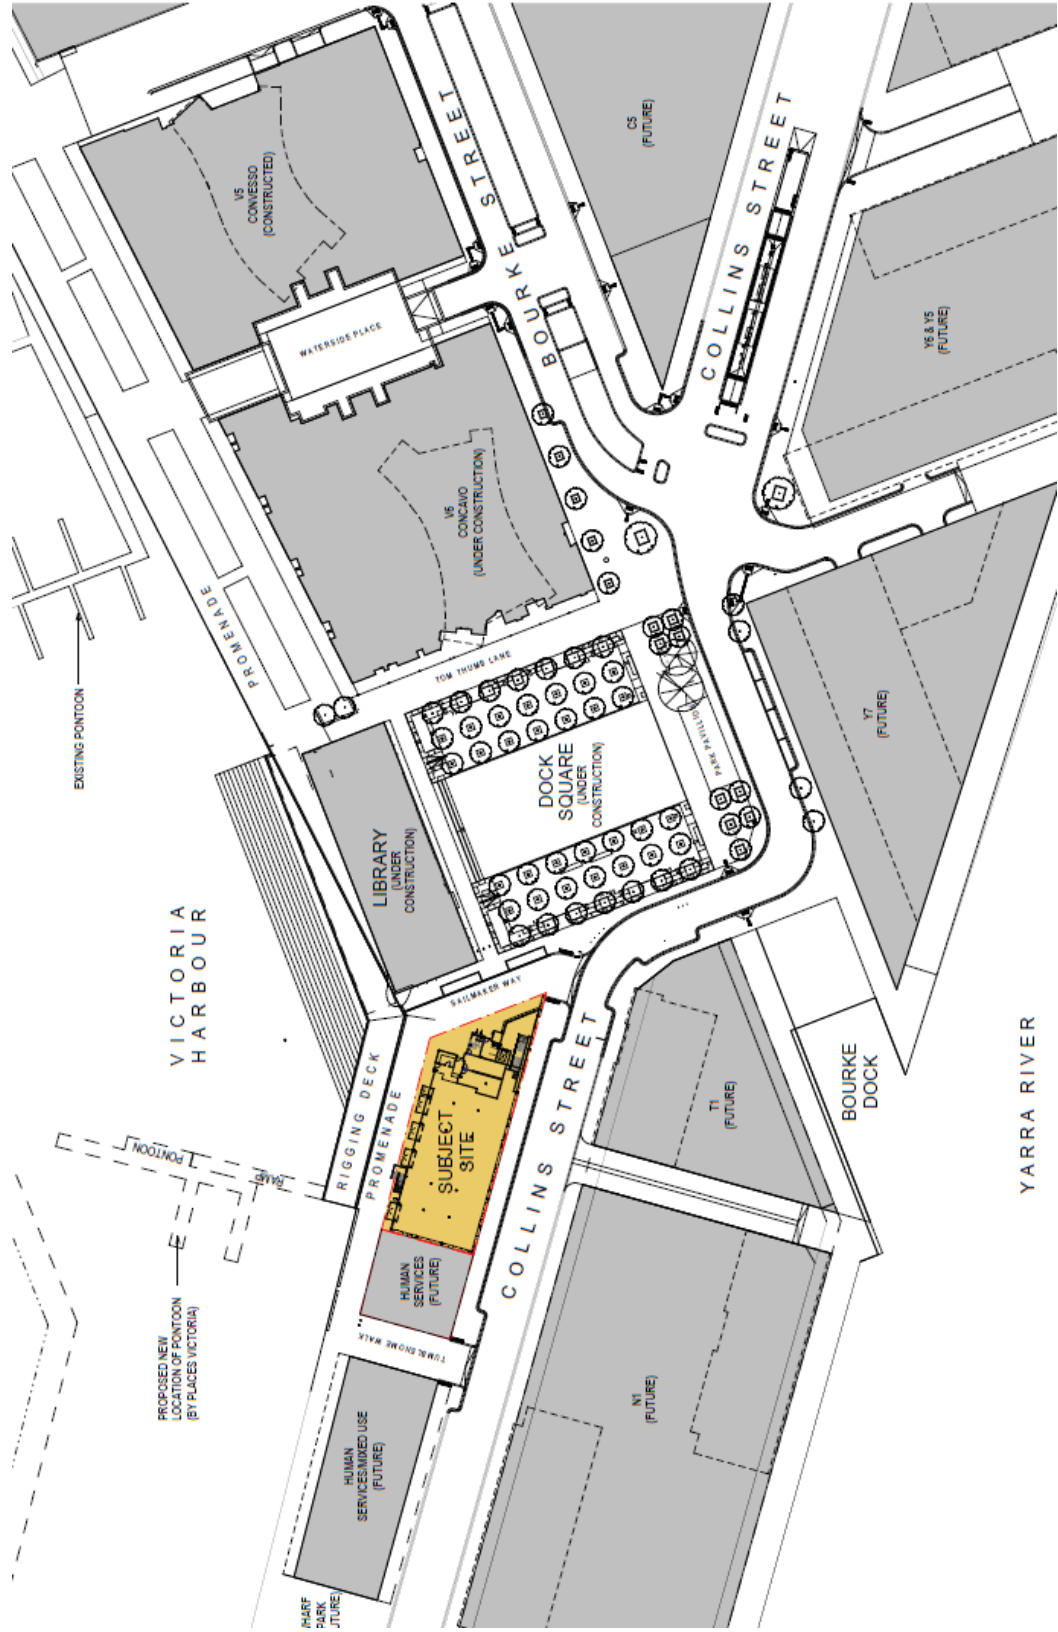 V5
CONVESSO
(CONSTRUCTED)
BOURKE STREET
C5
(FUTURE)
COLLINS STREET
WATERSIDE PLACE
Y6 & Y5
(FUTURE)
V6
CONCAVO
(UNDER CONSTRUCTION)
PROMENADE
EXISTING PONTOON
TOM THUMB LANE
Y7
(FUTURE)
PARK PAVILLIO
DOCK
SQUARE
(UNDER
CONSTRUCTION)
LIBRARY
(UNDER
CONSTRUCTION)
VICTORIA
HARBOUR
SAILMAKER WAY
RIGGING DECK
PROMENADE
SUBJECT
SITE
COLLINS STREET
T1
(FUTURE)
BOURKE
DOCK
YARRA RIVER
PONTOON
RAMP
PROPOSED NEW
LOCATION OF PONTOON
(BY PLACES VICTORIA)
HUMAN
SERVICES
(FUTURE)
TUMBLEHOME WALK
HUMAN
SERVICES/MIXED USE
(FUTURE)
N1
(FUTURE)
WHARF
PARK
UTURE)